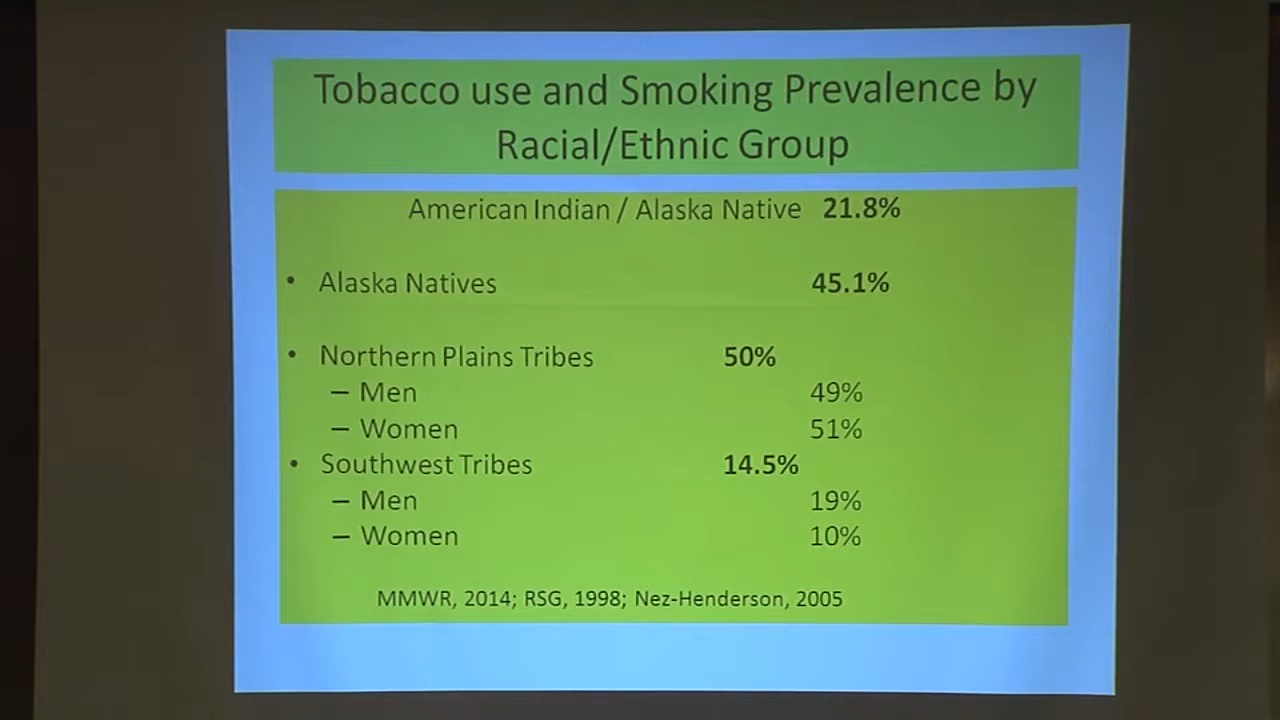 Tobacco use and Smoking Prevalence by
Racial/Ethnic Group
American Indian / Alaska Native 21.8%
• Alaska Natives 45.1%
• Northern Plains Tribes 50%
– Men 49%
– Women 51%
• Southwest Tribes 14.5%
– Men 19%
– Women 10%
MMWR, 2014; RSG, 1998; Nez-Henderson, 2005